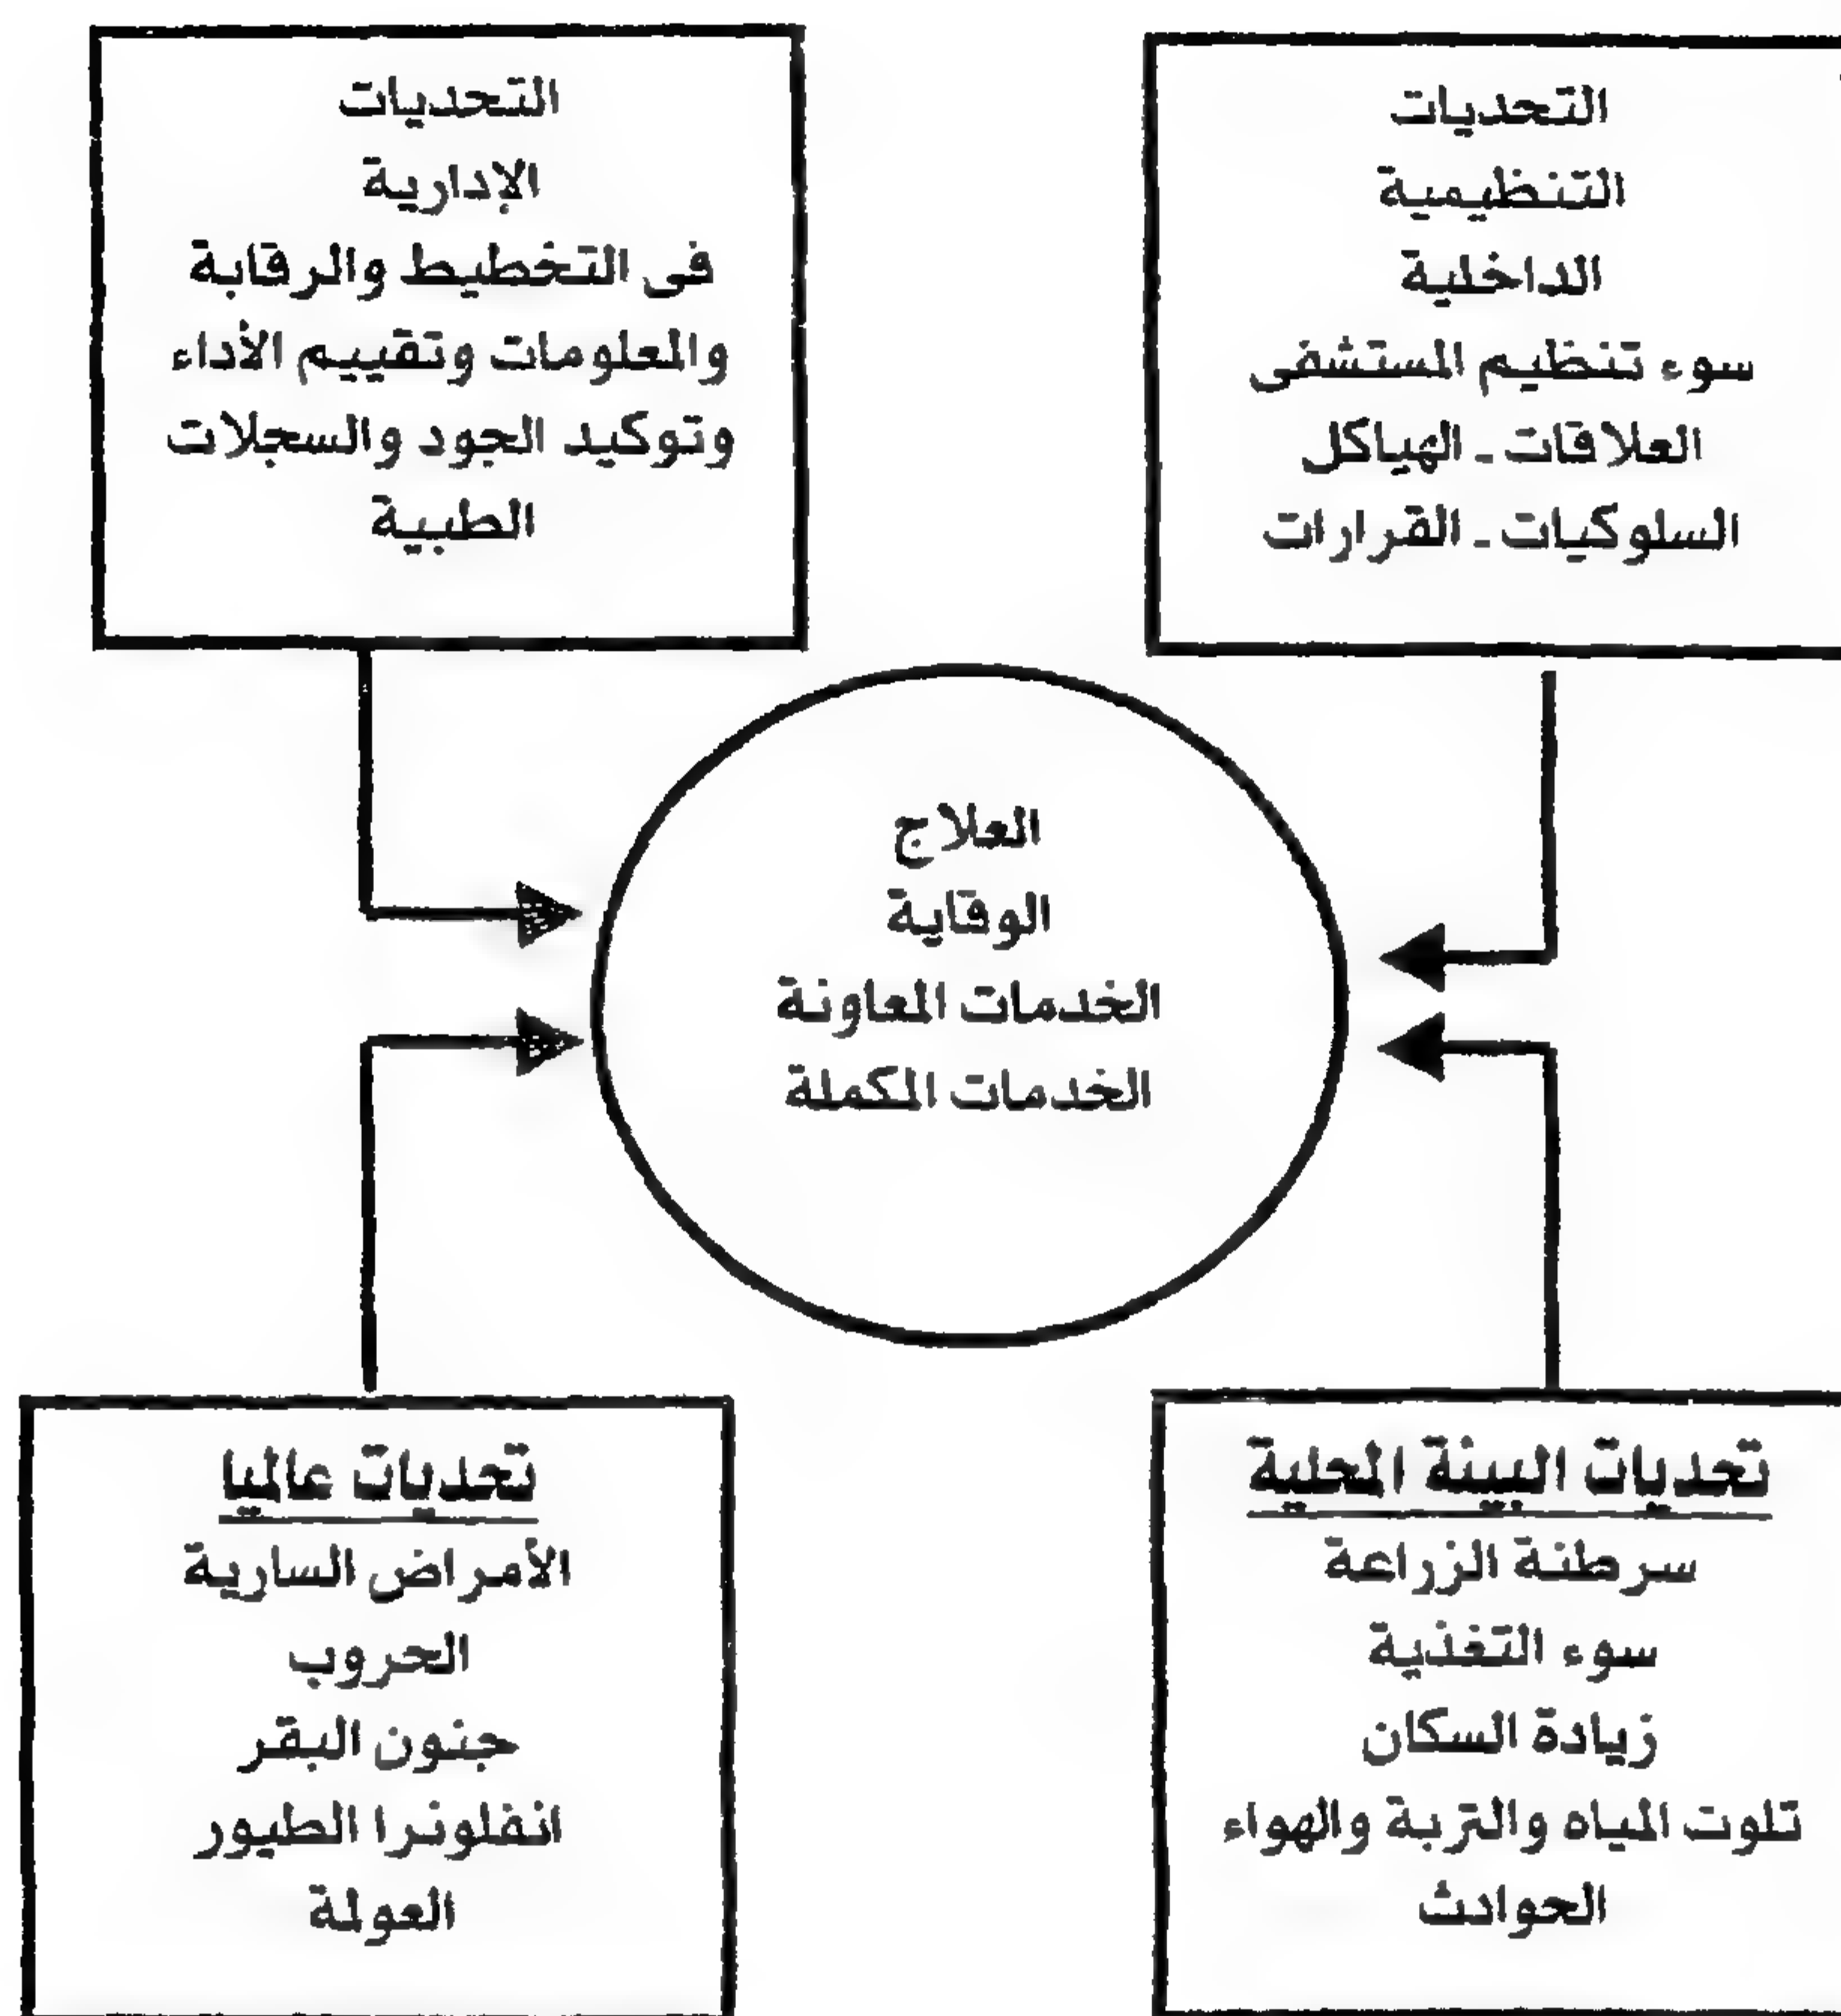 التحديات
التنظيمية
الداخلية
سوء تنظيم المستشفى
العلاقات ـ الهياكل
السلوكيات ـ القرارات
التحديات
الإدارية
فى التخطيط والرقابة
والمعلومات وتقييم الأداء
وتوكيد الجود والسجلات
الطبية
العلاج
الوقاية
الخدمات المعاونة
الخدمات المكملة
تحديات البيئة المحلية
سرطنة الزراعة
سوء التغذية
زيادة السكان
تلوت المياه والتربة والهواء
الحوادث
تحديات عالميا
الأمراض السارية
الحروب
جنون البقر
انفلونزا الطيور
العولة